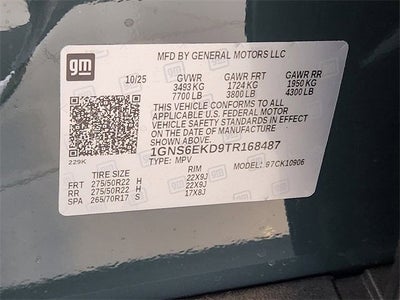 gm
MFD BY GENERAL MOTORS LLC
10/25 GVWR GAWR FRT GAWR RR
3493 KG 1724 KG 1950 KG
7700 LB 3800 LB 4300 LB
THIS VEHICLE CONFORMS TO ALL
APPLICABLE U.S. FEDERAL MOTOR
VEHICLE SAFETY STANDARDS IN EFFECT
ON THE DATE OF MANUFACTURE
SHOWN ABOVE.
1GNS6EKD9TR168487
229K
TYPE: MPV MODEL: 97CK10906
TIRE SIZE RIM
FRT 275/50R22 H 22X9J
RR 275/50R22 H 22X9J
SPA 265/70R17 S 17X8J